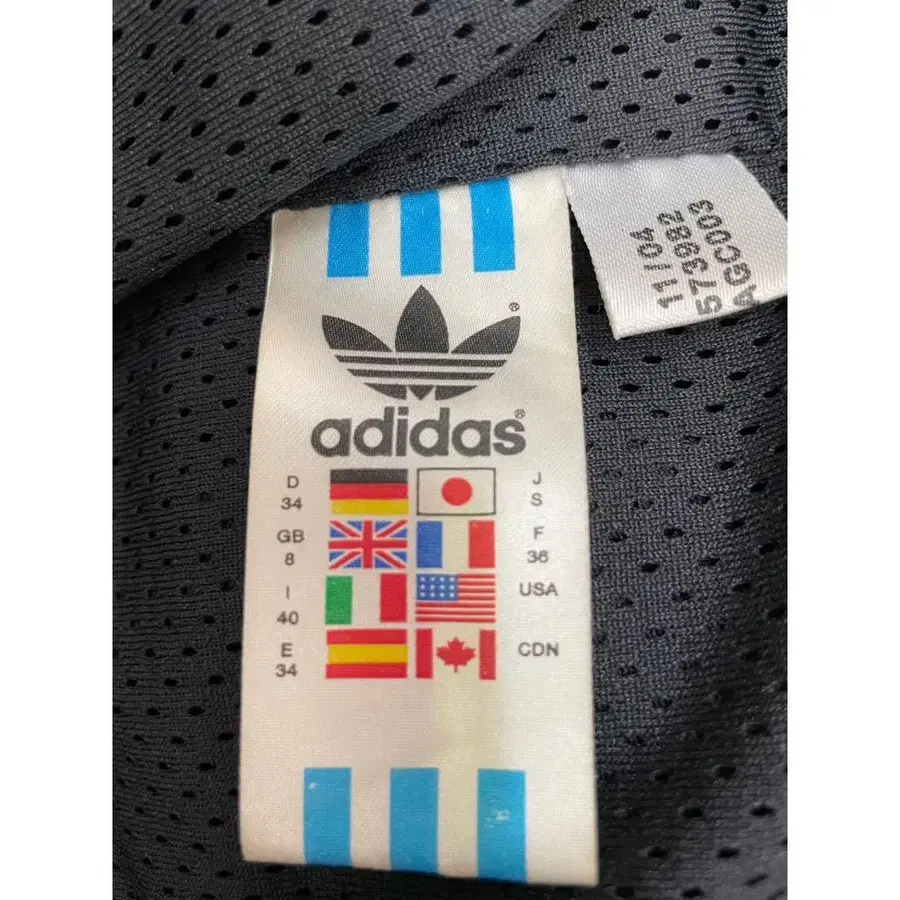 adidas®
D J
34 S
GB F
8 36
I USA
40
E CDN
34
11/04
573982
AGC003